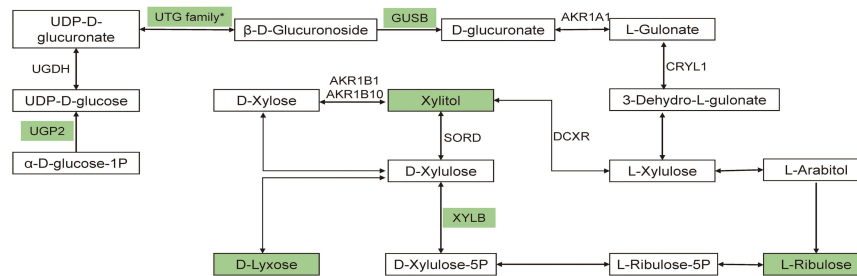 UDP-D-
glucuronate
UTG family*
β-D-Glucuronoside
GUSB
D-glucuronate
AKR1A1
L-Gulonate
UGDH
CRYL1
UDP-D-glucose
D-Xylose
AKR1B1
AKR1B10
Xylitol
3-Dehydro-L-gulonate
UGP2
SORD
DCXR
α-D-glucose-1P
D-Xylulose
L-Xylulose
L-Arabitol
XYLB
D-Lyxose
D-Xylulose-5P
L-Ribulose-5P
L-Ribulose